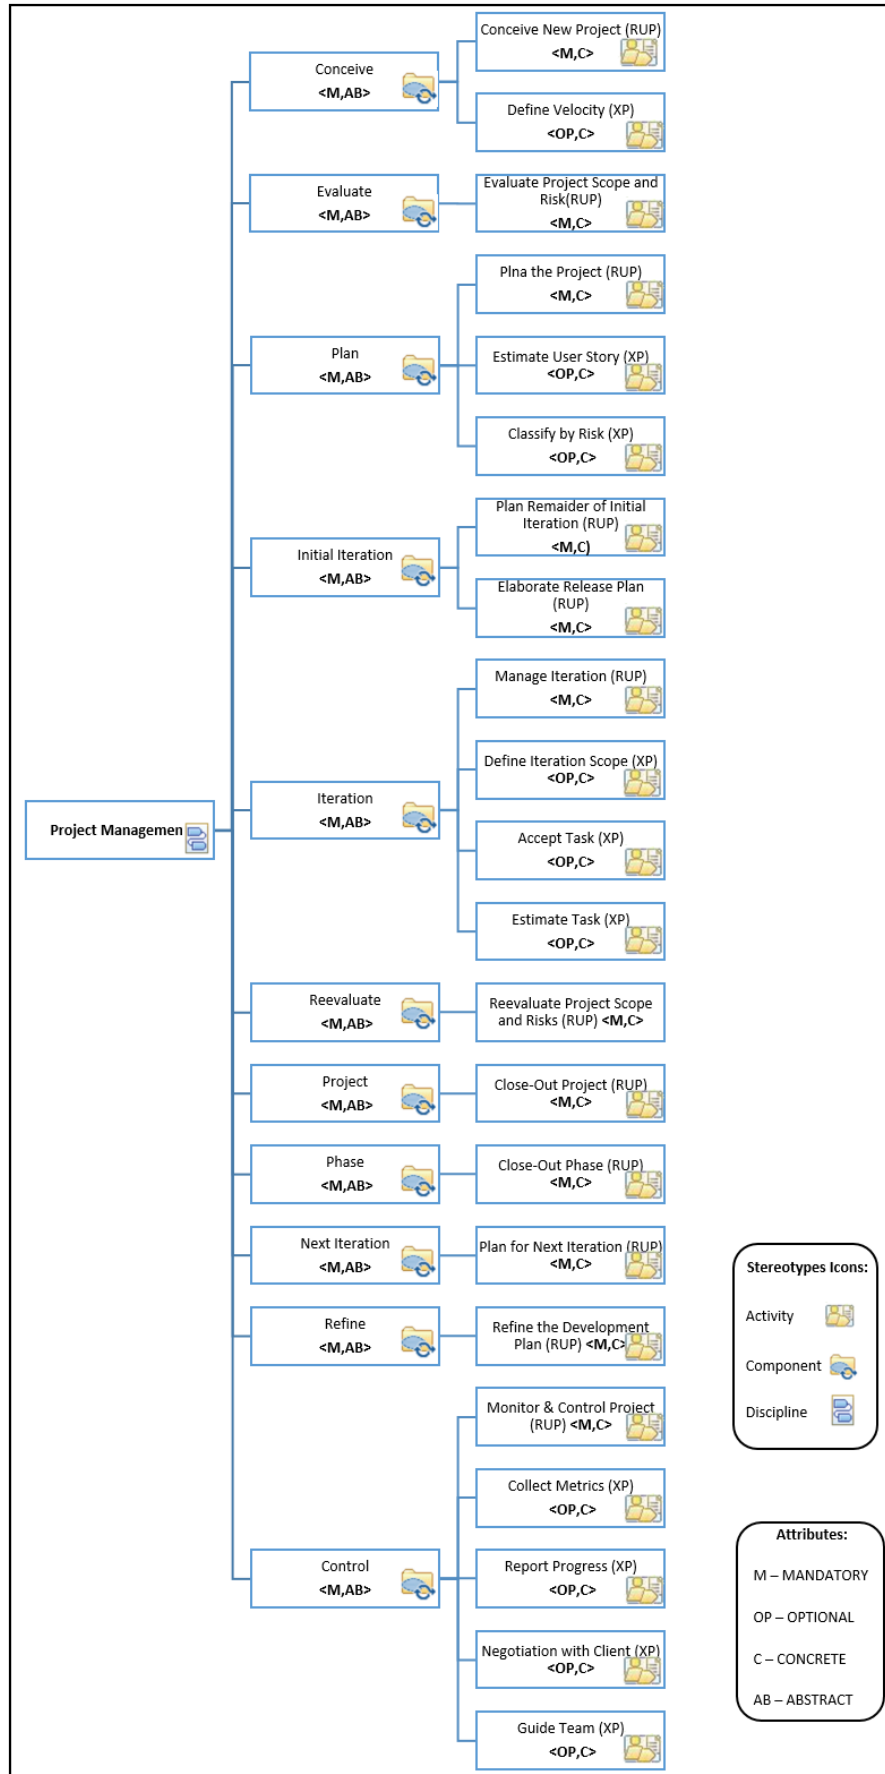 Project Managemen
Conceive
<M,AB>
Conceive New Project (RUP)
<M,C>
Define Velocity (XP)
<OP,C>
Evaluate
<M,AB>
Evaluate Project Scope and
Risk(RUP)
<M,C>
Plan
<M,AB>
Plna the Project (RUP)
<M,C>
Estimate User Story (XP)
<OP,C>
Classify by Risk (XP)
<OP,C>
Initial Iteration
<M,AB>
Plan Remaider of Initial
Iteration (RUP)
<M,C)
Elaborate Release Plan
(RUP)
<M,C>
Iteration
<M,AB>
Manage Iteration (RUP)
<M,C>
Define Iteration Scope (XP)
<OP,C>
Accept Task (XP)
<OP,C>
Estimate Task (XP)
<OP,C>
Reevaluate
<M,AB>
Reevaluate Project Scope
and Risks (RUP) <M,C>
Project
<M,AB>
Close-Out Project (RUP)
<M,C>
Phase
<M,AB>
Close-Out Phase (RUP)
<M,C>
Next Iteration
<M,AB>
Plan for Next Iteration (RUP)
<M,C>
Refine
<M,AB>
Refine the Development
Plan (RUP) <M,C>
Control
<M,AB>
Monitor & Control Project
(RUP) <M,C>
Collect Metrics (XP)
<OP,C>
Report Progress (XP)
<OP,C>
Negotiation with Client (XP)
<OP,C>
Guide Team (XP)
<OP,C>
Stereotypes Icons:
Activity
Component
Discipline
Attributes:
M – MANDATORY
OP – OPTIONAL
C – CONCRETE
AB – ABSTRACT